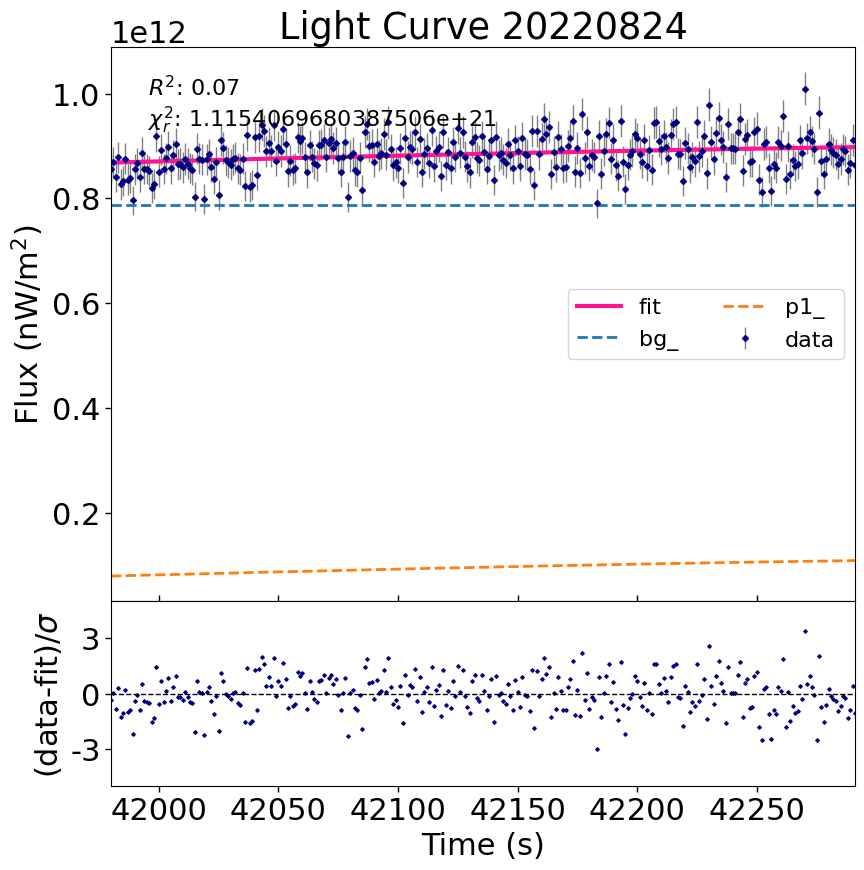 Light Curve 20220824
1e12
R²: 0.07
χ²ᵣ: 1.1154069680387506e+21
1.0
0.8
0.6
0.4
0.2
Flux (nW/m²)
fit
bg_
p1_
data
3
0
-3
(data-fit)/σ
42000 42050 42100 42150 42200 42250
Time (s)